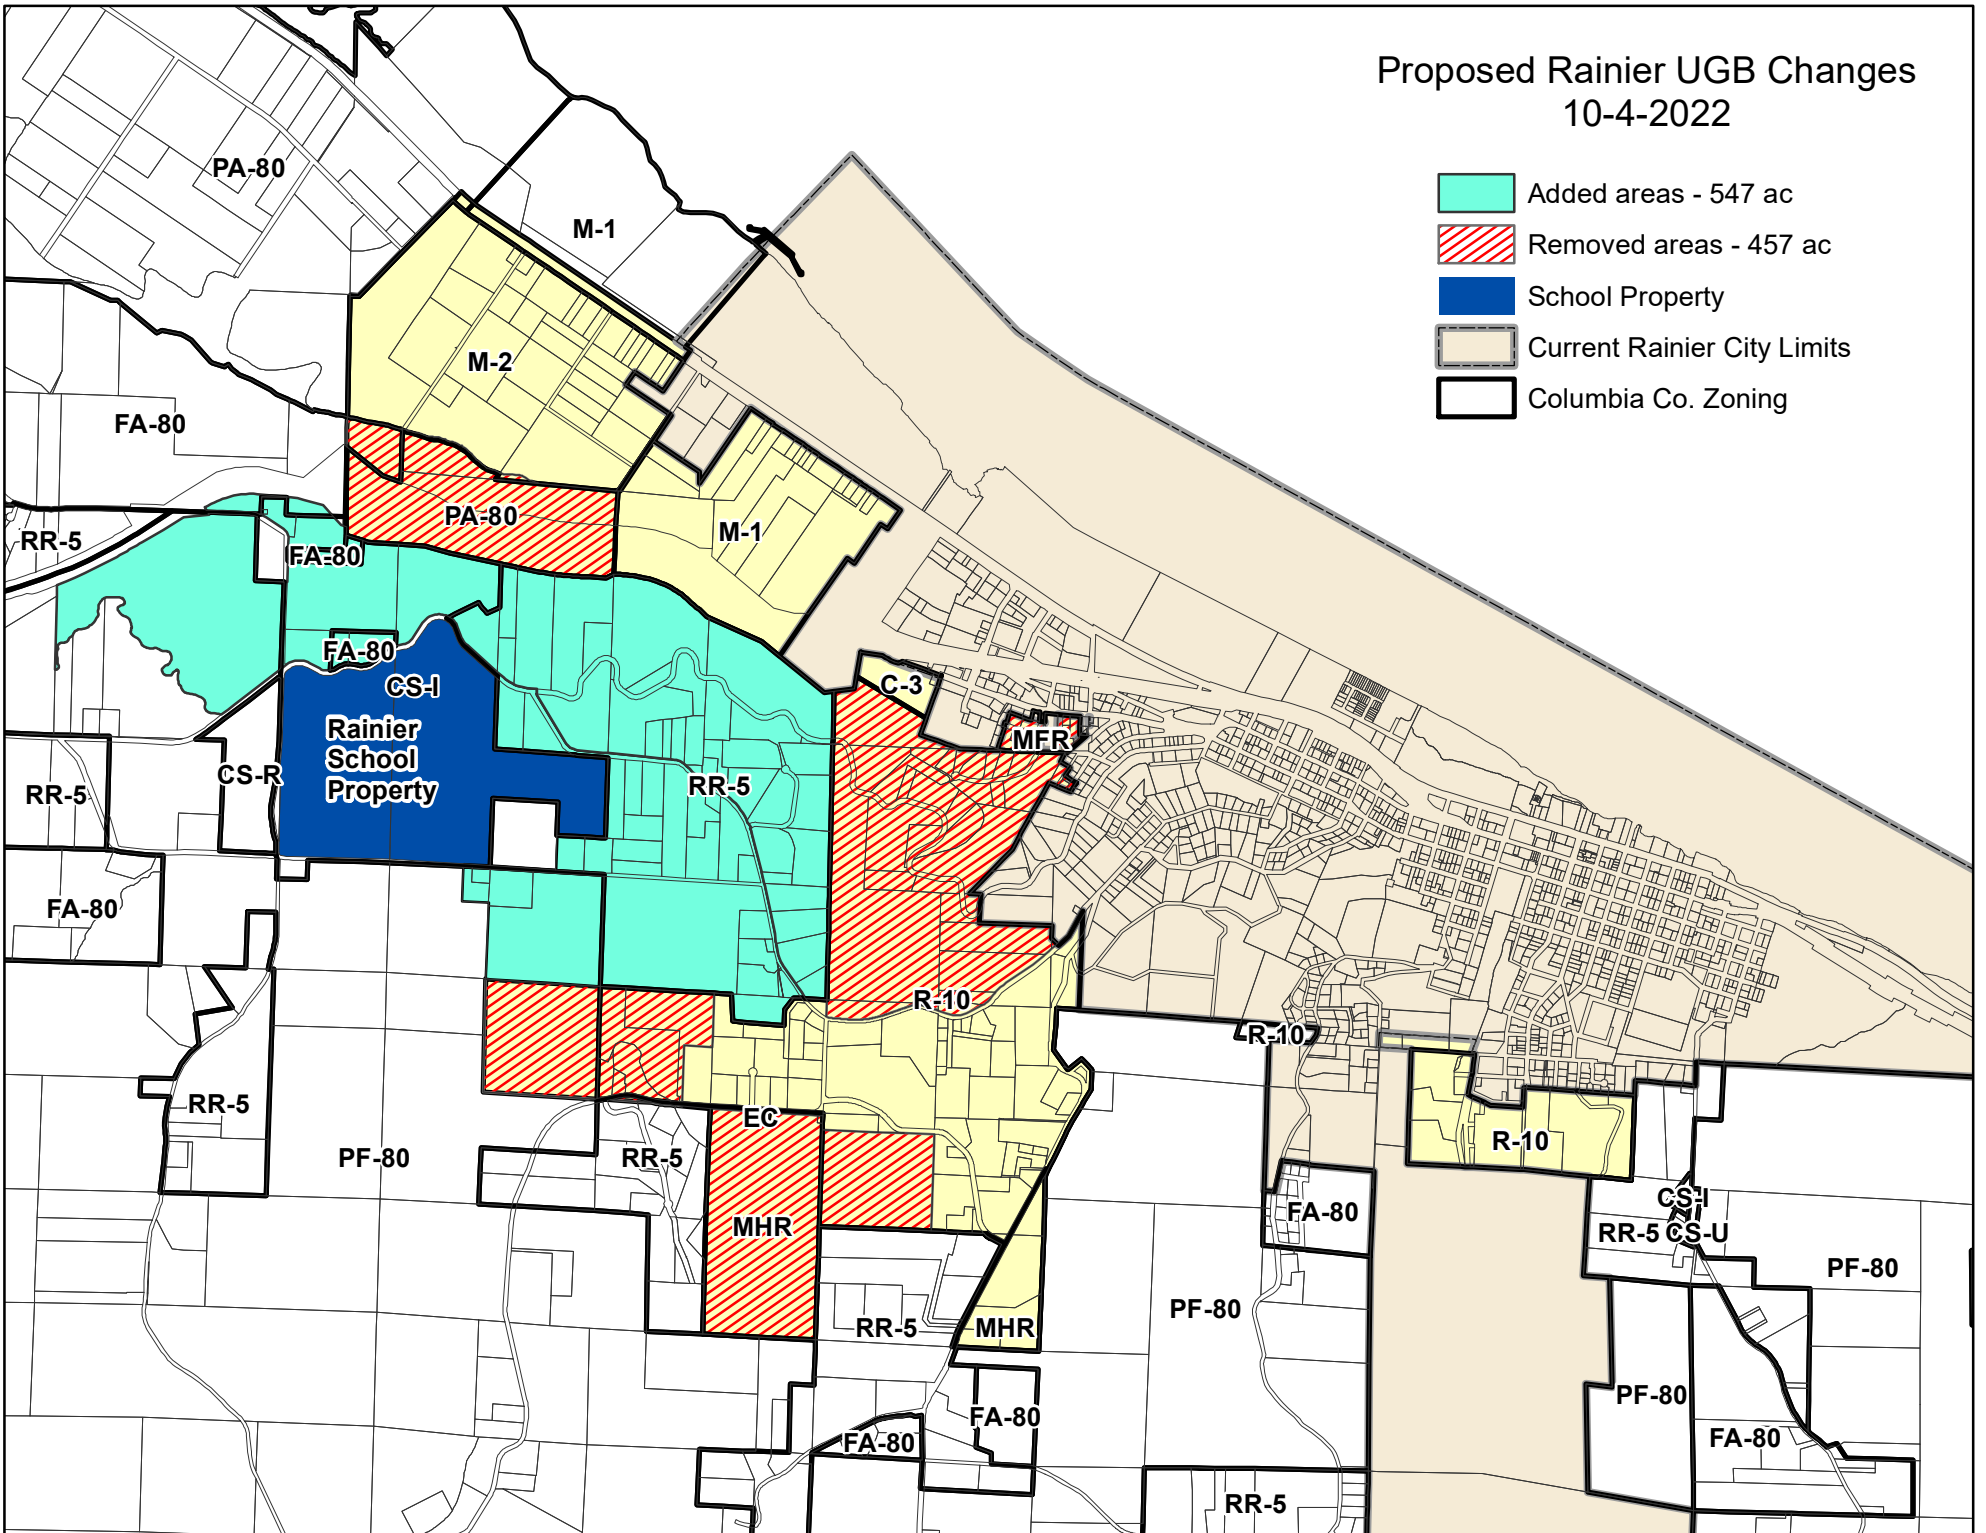 Proposed Rainier UGB Changes
10-4-2022
Added areas - 547 ac
Removed areas - 457 ac
School Property
Current Rainier City Limits
Columbia Co. Zoning
PA-80
M-1
M-2
FA-80
PA-80
M-1
RR-5
FA-80
FA-80
CS-I
C-3
Rainier
School
Property
MFR
CS-R
RR-5
RR-5
FA-80
R-10
R-10
RR-5
EC
R-10
PF-80
RR-5
CS-I
MHR
FA-80
RR-5
CS-U
PF-80
PF-80
RR-5
MHR
PF-80
FA-80
FA-80
FA-80
RR-5